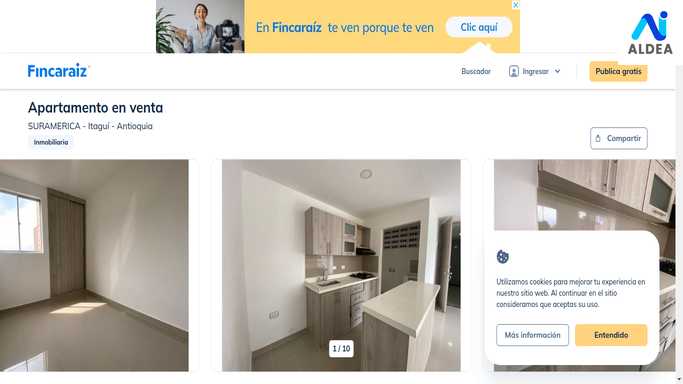 En Fincaraíz te ven porque te ven
Clic aquí
ALDEA
Fincaraiz
Buscador
Ingresar
Publica gratis
Apartamento en venta
SURAMERICA - Itaguí - Antioquia
Inmobiliaria
Compartir
1 / 10
Utilizamos cookies para mejorar tu experiencia en
nuestro sitio web. Al continuar en el sitio
consideramos que aceptas su uso.
Más información
Entendido